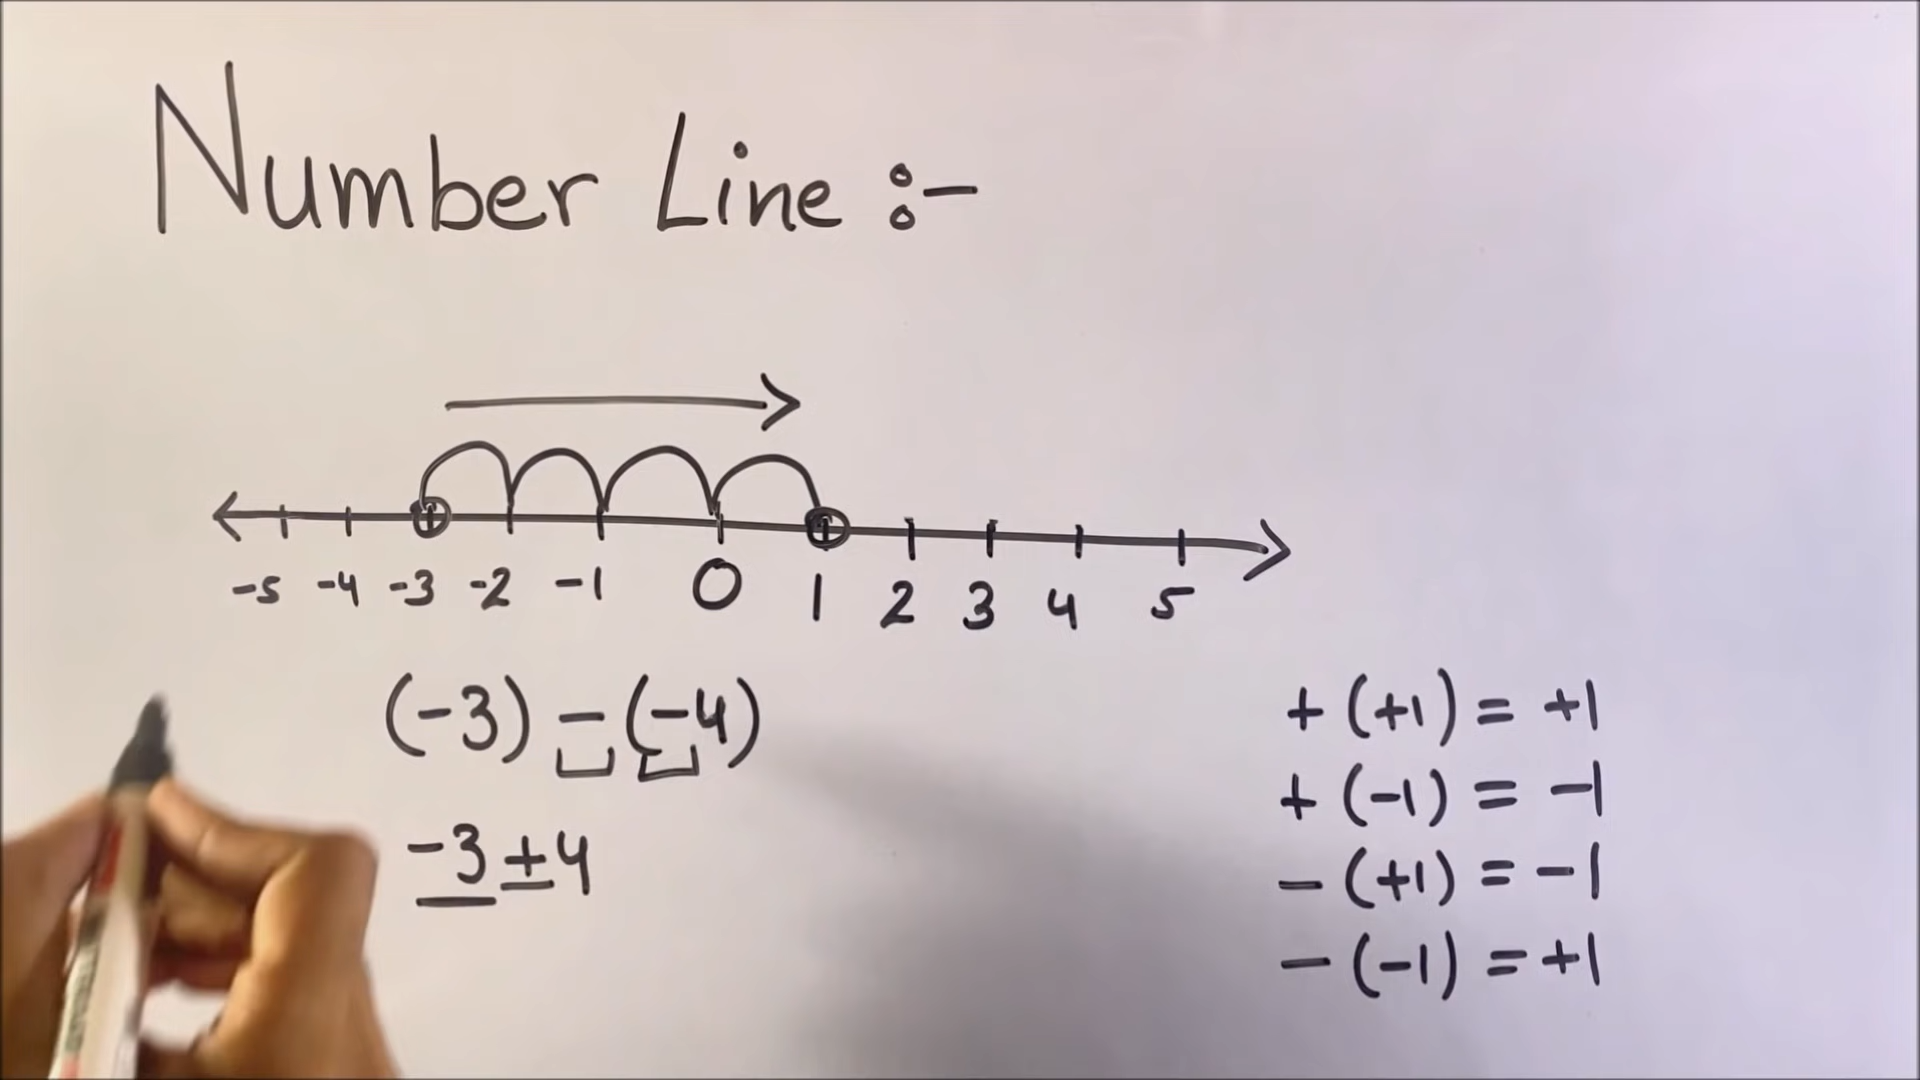 Number Line :-
-5 -4 -3 -2 -1 0 1 2 3 4 5
(-3) - (-4)
-3 + 4
+ (+1) = +1
+ (-1) = -1
- (+1) = -1
- (-1) = +1